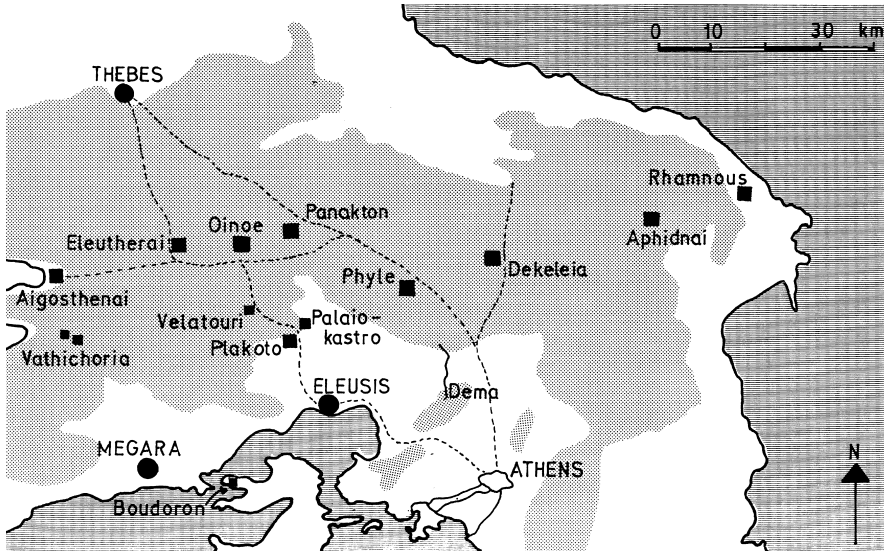 0 10 30 km
THEBES
Rhamnous
Panakton
Oinoe
Eleutherai
Aphidnai
Dekeleia
Phyle
Aigosthenai
Velatouri
Palaio-
kastro
Plakoto
Vathichoria
ELEUSIS
Dema
MEGARA
N
ATHENS
Boudoron